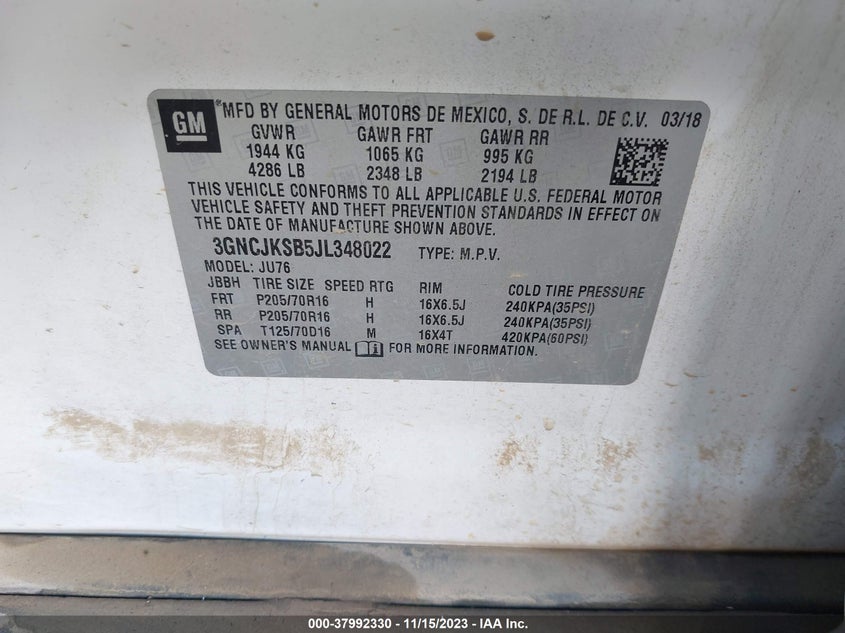 GM ®MFD BY GENERAL MOTORS DE MEXICO, S. DE R.L. DE C.V. 03/18
GVWR GAWR FRT GAWR RR
1944 KG 1065 KG 995 KG
4286 LB 2348 LB 2194 LB
THIS VEHICLE CONFORMS TO ALL APPLICABLE U.S. FEDERAL MOTOR
VEHICLE SAFETY AND THEFT PREVENTION STANDARDS IN EFFECT ON
THE DATE OF MANUFACTURE SHOWN ABOVE.
3GNCJKSB5JL348022 TYPE: M.P.V.
MODEL: JU76
JBBH TIRE SIZE SPEED RTG RIM COLD TIRE PRESSURE
FRT P205/70R16 H 16X6.5J 240KPA(35PSI)
RR P205/70R16 H 16X6.5J 240KPA(35PSI)
SPA T125/70D16 M 16X4T 420KPA(60PSI)
SEE OWNER'S MANUAL FOR MORE INFORMATION.
000-37992330 - 11/15/2023 - IAA Inc.